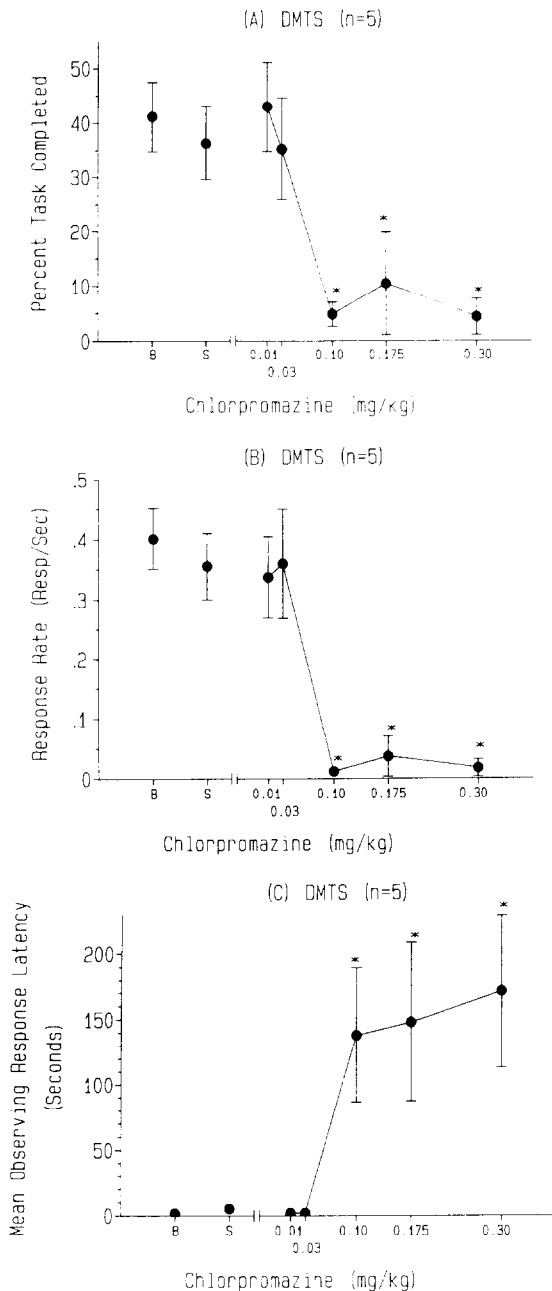 (A) DMTS (n=5)
Percent Task Completed
50
40
30
20
10
0
*
*
*
B
S
0.01
0.03
0.10
0.175
0.30
Chlorpromazine (mg/kg)
(B) DMTS (n=5)
Response Rate (Resp/Sec)
.5
.4
.3
.2
.1
0
*
*
*
B
S
0.01
0.03
0.10
0.175
0.30
Chlorpromazine (mg/kg)
(C) DMTS (n=5)
Mean Observing Response Latency
(Seconds)
200
150
100
50
0
*
*
*
B
S
0.01
0.03
0.10
0.175
0.30
Chlorpromazine (mg/kg)